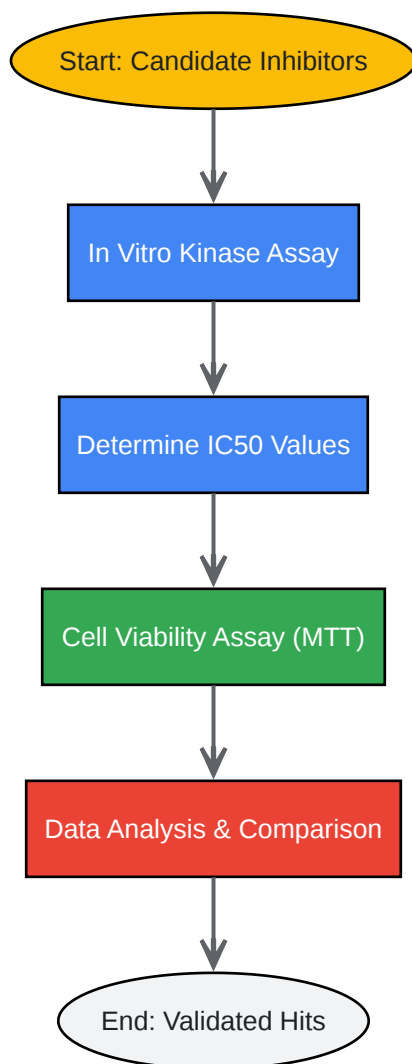 Start: Candidate Inhibitors
In Vitro Kinase Assay
Determine IC50 Values
Cell Viability Assay (MTT)
Data Analysis & Comparison
End: Validated Hits